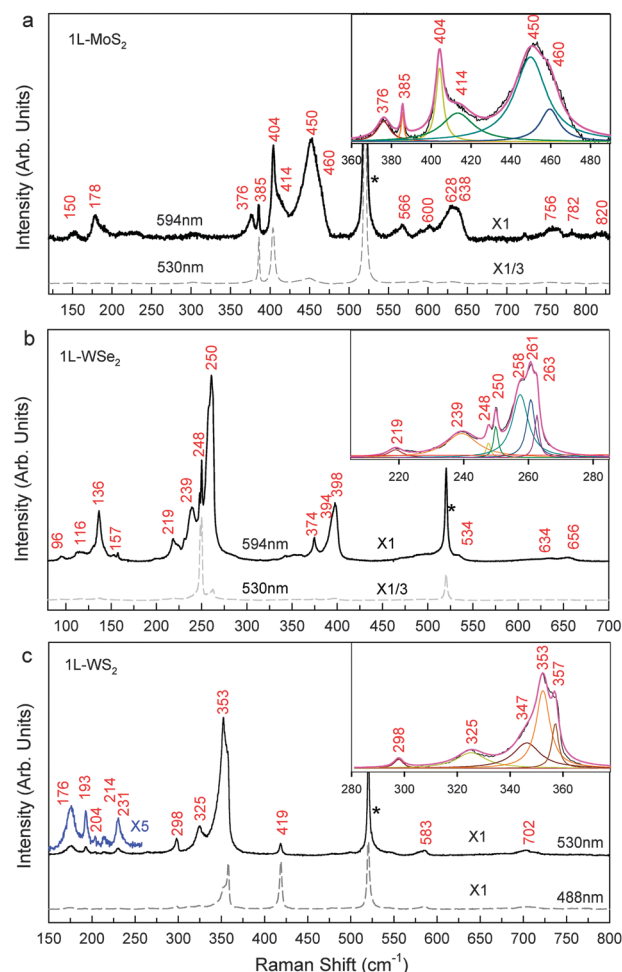 a
1L-MoS2
Intensity (Arb. Units)
150
178
594nm
530nm
376
385
404
414
450
460
*
566
600
628
638
X1
756
782
820
X1/3
376
385
404
414
450
460
360 380 400 420 440 460 480
150 200 250 300 350 400 450 500 550 600 650 700 750 800
b
1L-WSe2
Intensity (Arb. Units)
96
116
136
157
219
239
248
250
594nm
530nm
374
394
398
X1
X1/3
*
534
634
656
219
239
248
250
258
261
263
220 240 260 280
100 150 200 250 300 350 400 450 500 550 600 650 700
c
1L-WS2
Intensity (Arb. Units)
176
193
204
214
231
X5
298
325
353
419
*
583
702
X1
530nm
X1
488nm
298
325
347
353
357
280 300 320 340 360
150 200 250 300 350 400 450 500 550 600 650 700 750 800
Raman Shift (cm-1)